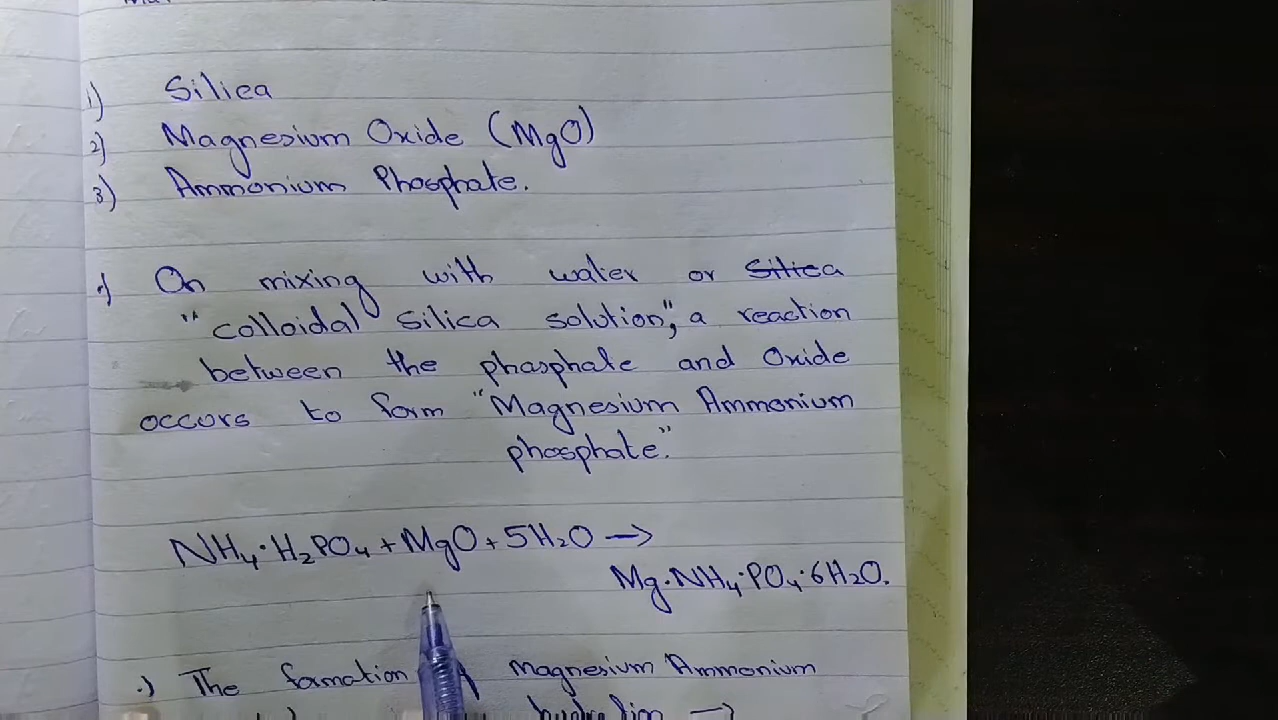 1) Silica
2) Magnesium Oxide (MgO)
3) Ammonium Phosphate.
On mixing with water or Silica
"colloidal silica solution", a reaction
between the phosphate and Oxide
occurs to form "Magnesium Ammonium
phosphate."
NH₄·H₂PO₄ + MgO + 5H₂O →
Mg·NH₄·PO₄·6H₂O.
·) The formation Magnesium Ammonium